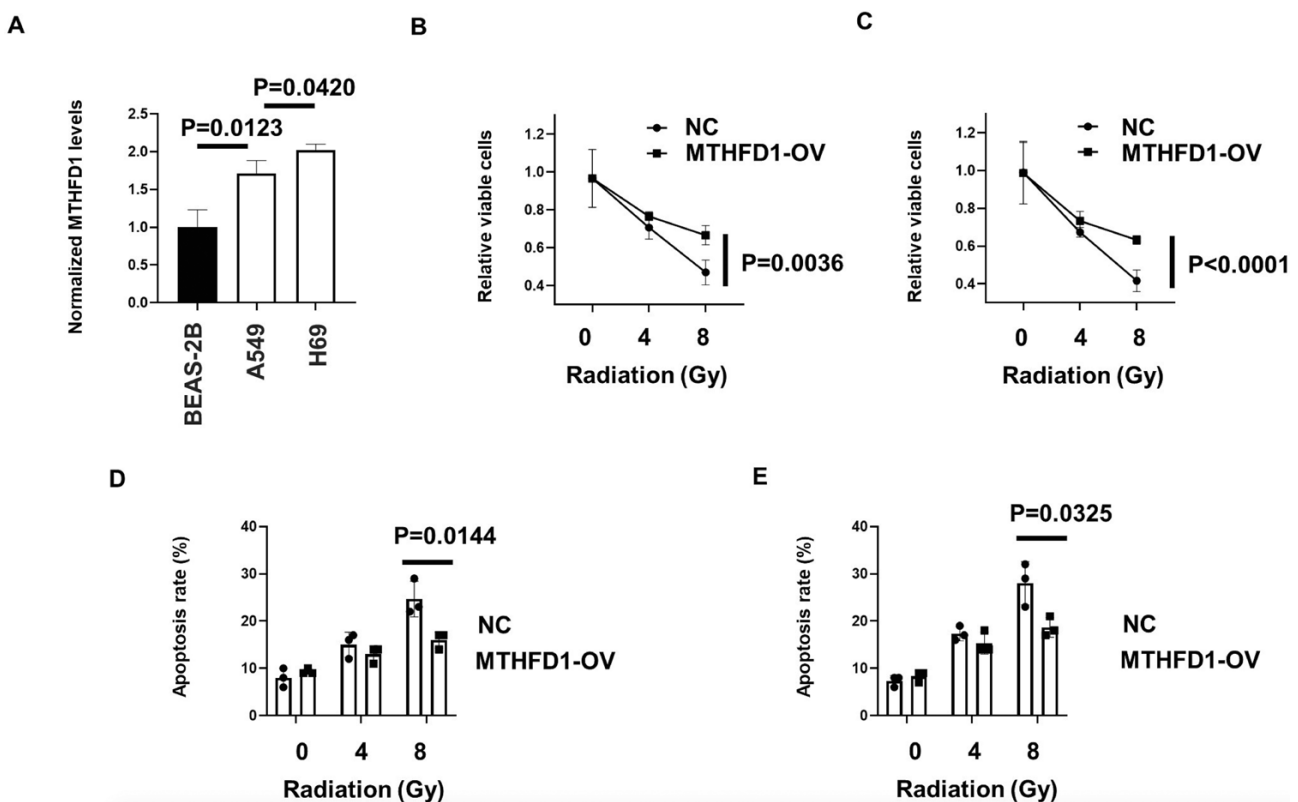 A
Normalized MTHFD1 levels
2.5
2.0
1.5
1.0
0.5
0.0
P=0.0123
P=0.0420
BEAS-2B
A549
H69
B
Relative viable cells
1.2
1.0
0.8
0.6
0.4
NC
MTHFD1-OV
P=0.0036
0 4 8
Radiation (Gy)
C
Relative viable cells
1.2
1.0
0.8
0.6
0.4
NC
MTHFD1-OV
P<0.0001
0 4 8
Radiation (Gy)
D
Apoptosis rate (%)
40
30
20
10
0
P=0.0144
NC
MTHFD1-OV
0 4 8
Radiation (Gy)
E
Apoptosis rate (%)
40
30
20
10
0
P=0.0325
NC
MTHFD1-OV
0 4 8
Radiation (Gy)